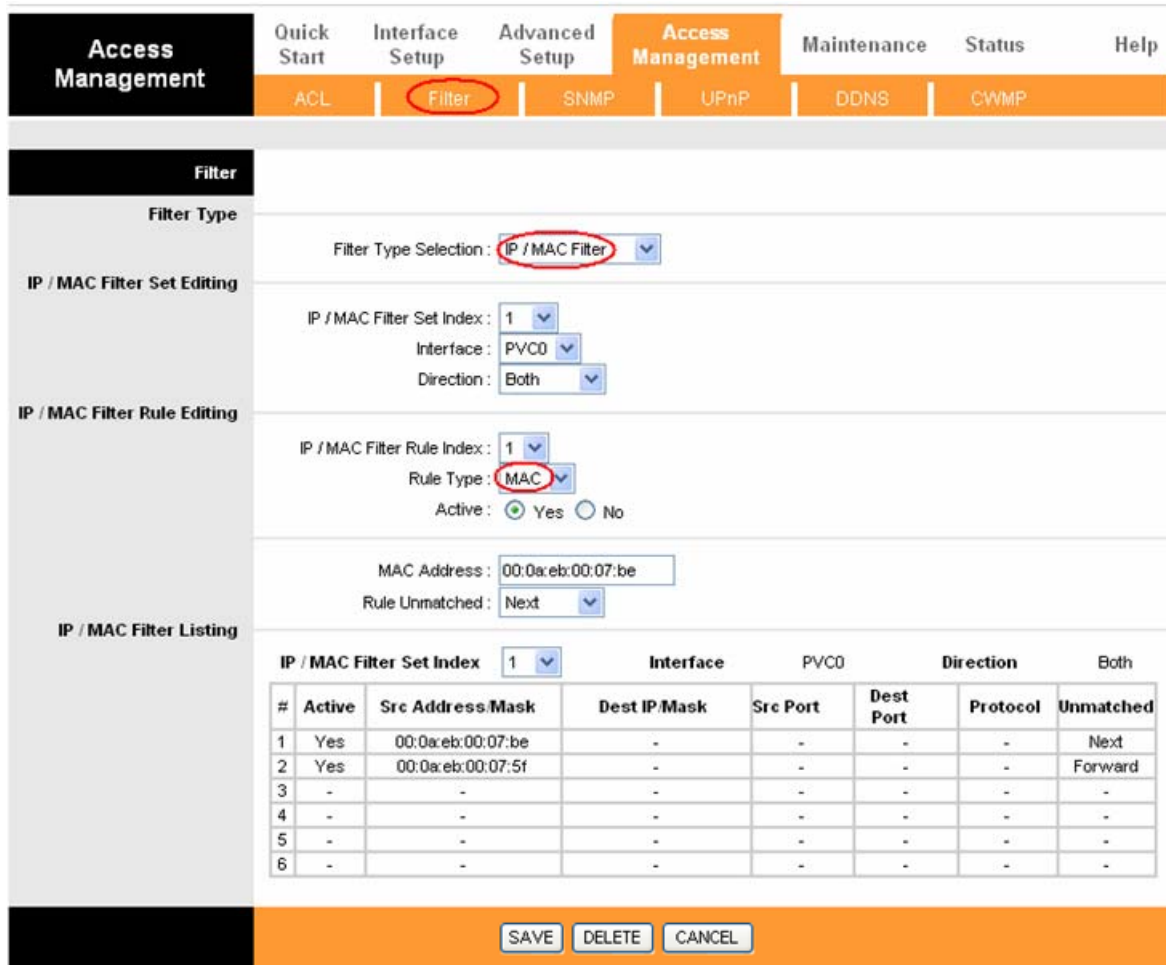 Access Management
Quick Start
Interface Setup
Advanced Setup
Access Management
Maintenance
Status
Help
ACL
Filter
SNMP
UPnP
DDNS
CWMP
Filter
Filter Type
Filter Type Selection : IP / MAC Filter
IP / MAC Filter Set Editing
IP / MAC Filter Set Index : 1
Interface : PVC0
Direction : Both
IP / MAC Filter Rule Editing
IP / MAC Filter Rule Index : 1
Rule Type : MAC
Active : Yes No
MAC Address : 00:0a:eb:00:07:be
Rule Unmatched : Next
IP / MAC Filter Listing
IP / MAC Filter Set Index 1 Interface PVC0 Direction Both
# Active Src Address/Mask Dest IP/Mask Src Port Dest Port Protocol Unmatched
1 Yes 00:0a:eb:00:07:be - - - - Next
2 Yes 00:0a:eb:00:07:5f - - - - Forward
3 - - - - - - -
4 - - - - - - -
5 - - - - - - -
6 - - - - - - -
SAVE DELETE CANCEL